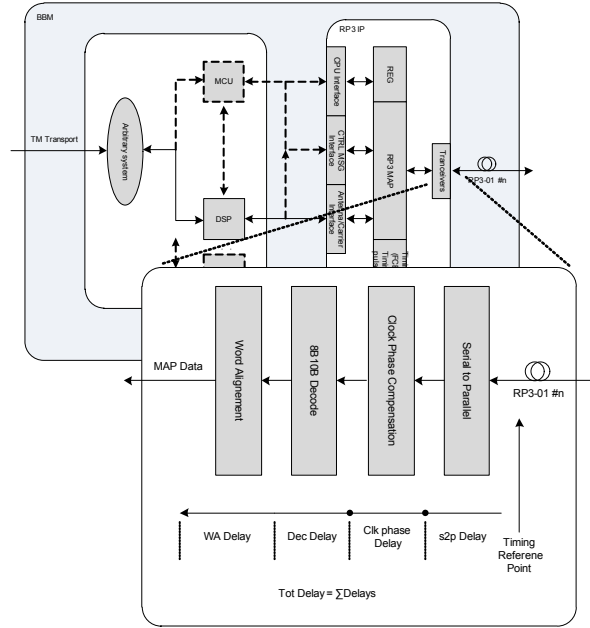 BBM
RP3 IP
MCU
CPU Interface
REG
TM Transport
Arbitrary system
CTRL MSG
Interface
RP3 MAP
Tranceivers
RP3-01 #n
DSP
Antenna/Carrier
Interface
MAP Data
Word Alignement
8B10B Decode
Clock Phase Compensation
Serial to Parallel
RP3-01 #n
WA Delay
Dec Delay
Clk phase
Delay
s2p Delay
Timing
Referene
Point
Tot Delay = ∑Delays